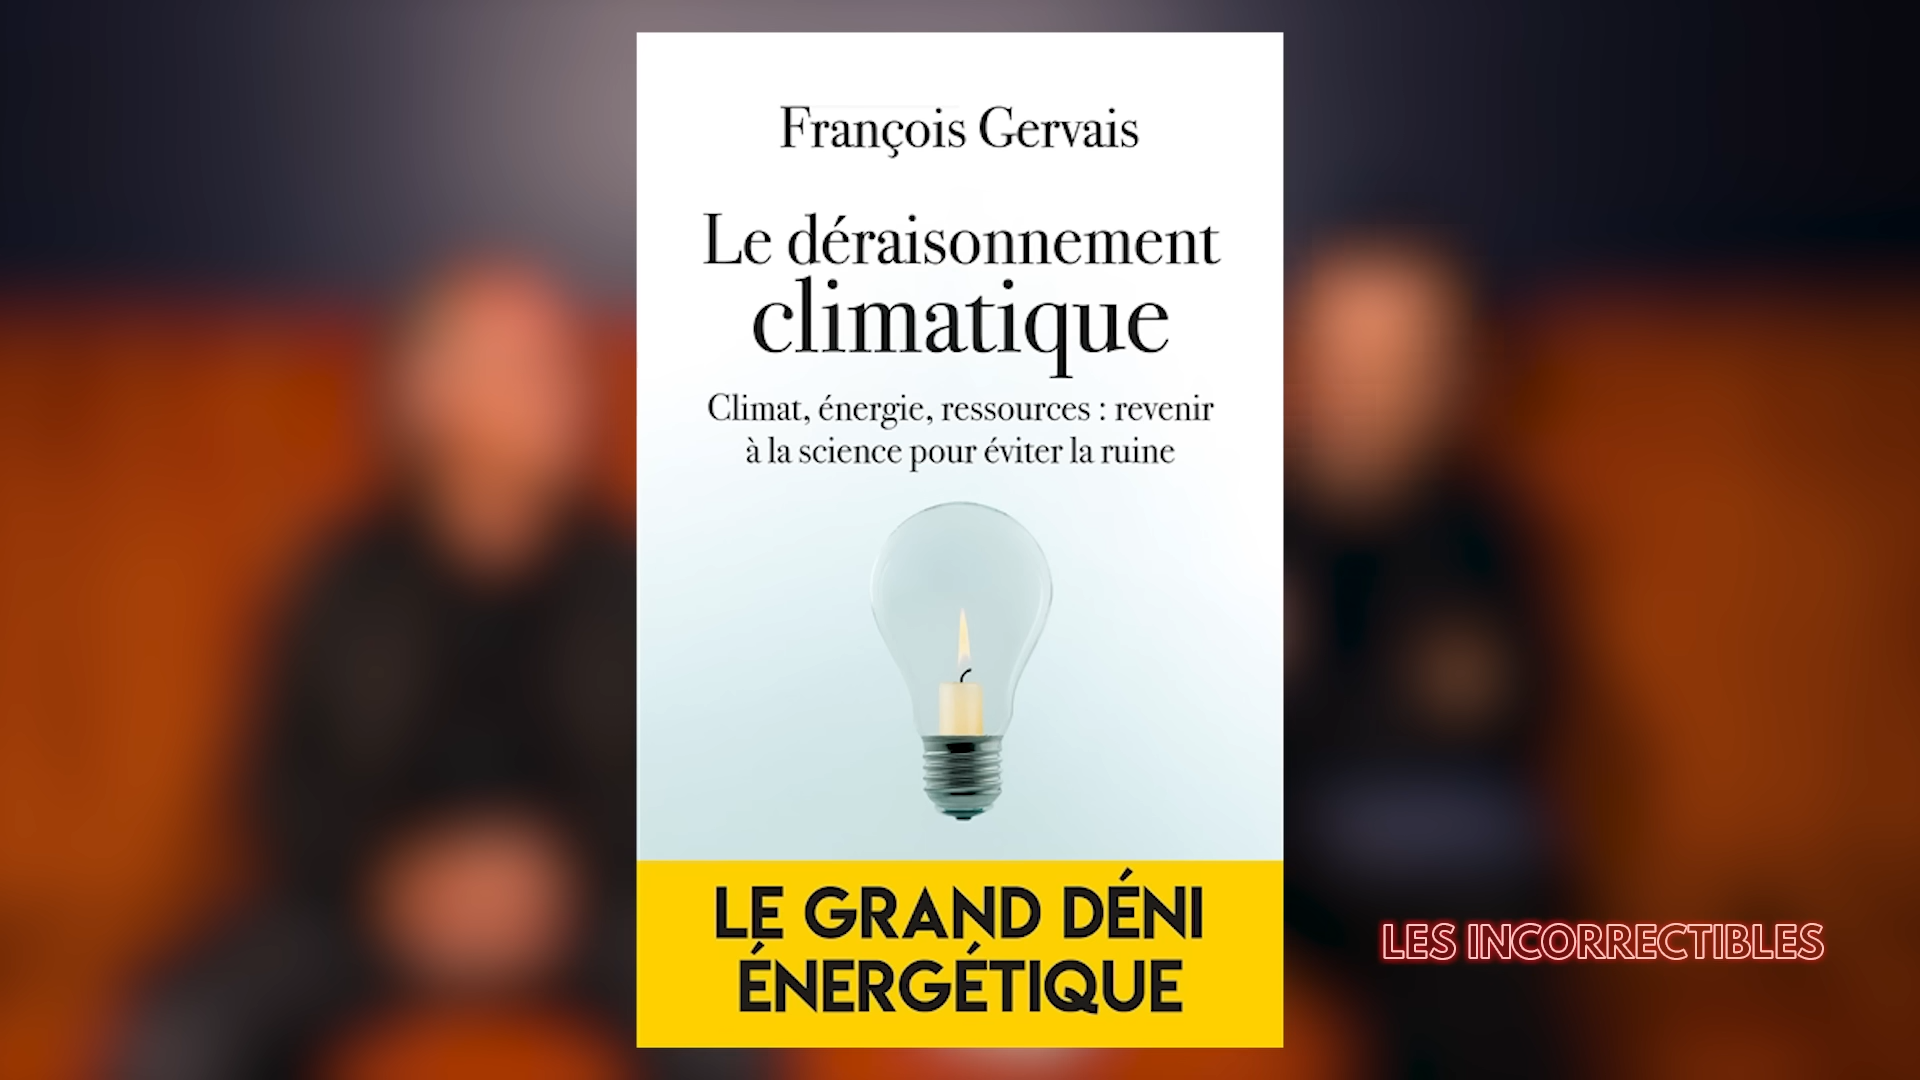 François Gervais
Le déraisonnement
climatique
Climat, énergie, ressources : revenir
à la science pour éviter la ruine
LE GRAND DÉNI
ÉNERGÉTIQUE
LES INCORRECTIBLES